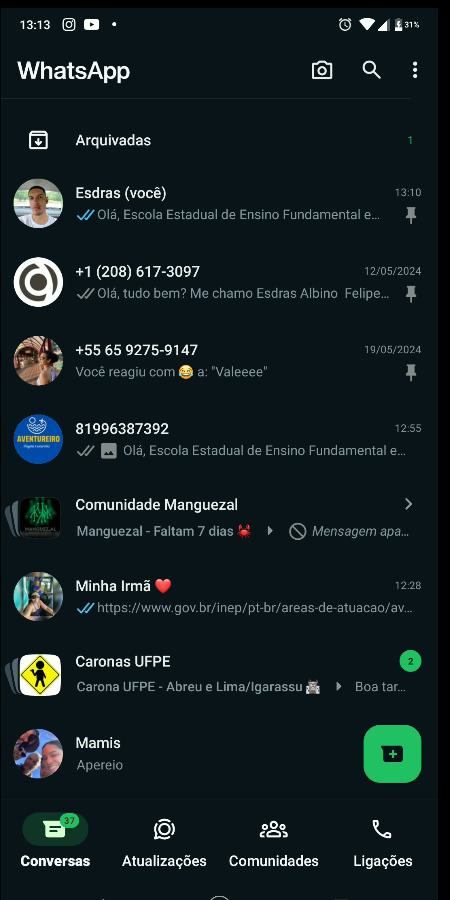 13:13
31%
WhatsApp
Arquivadas 1
Esdras (você) 13:10
Olá, Escola Estadual de Ensino Fundamental e...
+1 (208) 617-3097 12/05/2024
Olá, tudo bem? Me chamo Esdras Albino Felipe...
+55 65 9275-9147 19/05/2024
Você reagiu com 😂 a: "Valeeee"
AVENTUREIRO
81996387392 12:55
Olá, Escola Estadual de Ensino Fundamental e...
MANGUEZAL
Comunidade Manguezal
Manguezal - Faltam 7 dias 🦀 Mensagem apa...
Minha Irmã ❤️ 12:28
https://www.gov.br/inep/pt-br/areas-de-atuacao/av...
Caronas UFPE 2
Carona UFPE - Abreu e Lima/Igarassu Boa tar...
Mamis
Apereio
37
Conversas Atualizações Comunidades Ligações